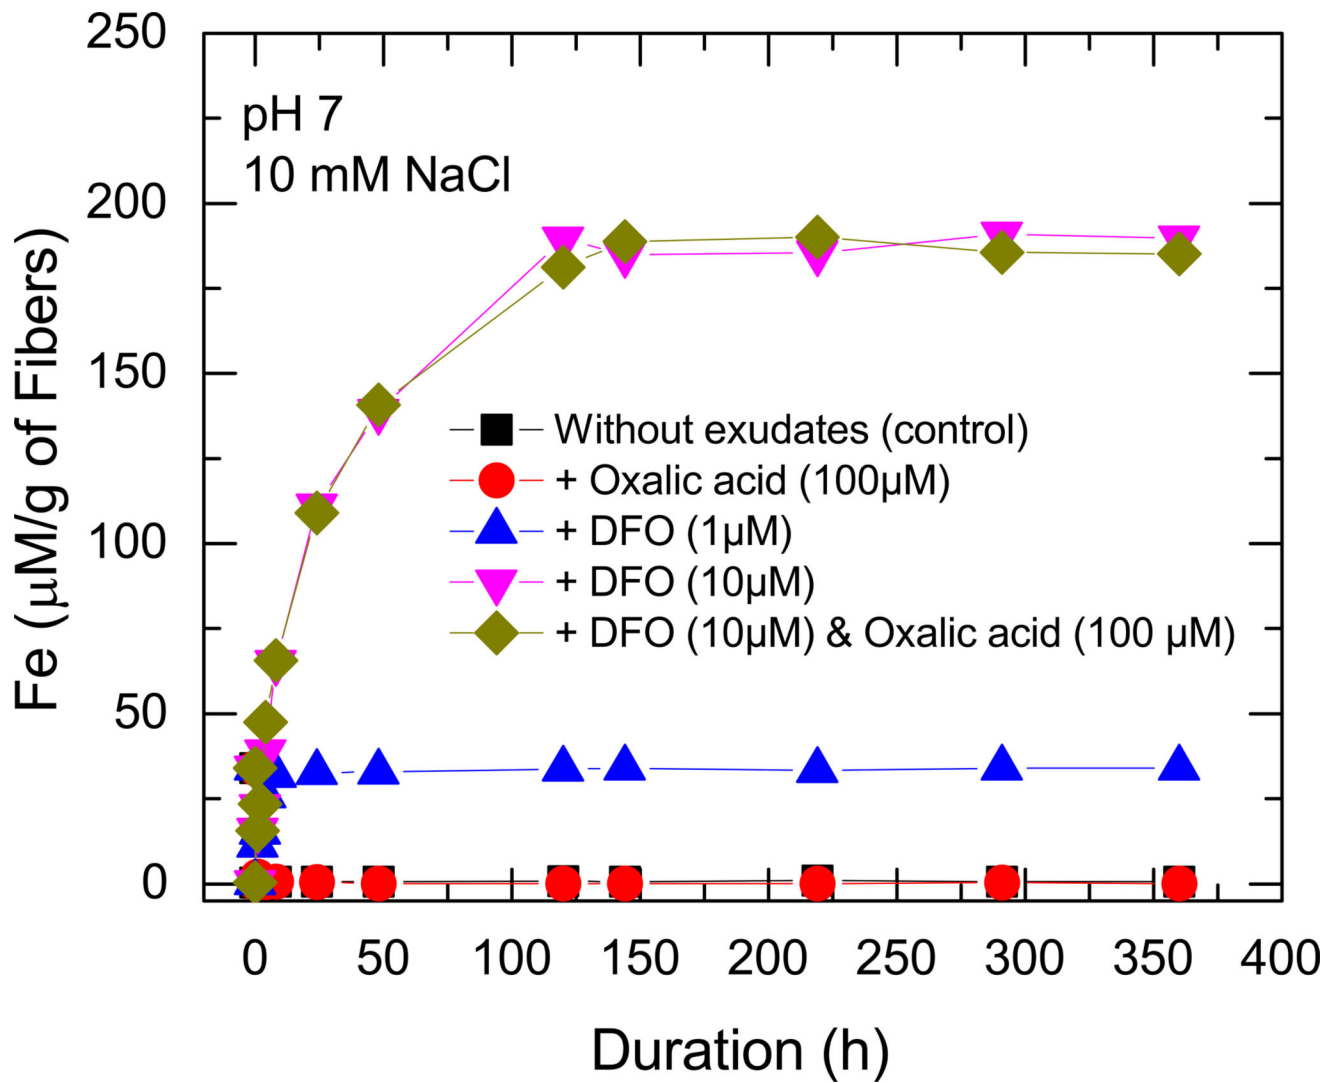 250
200
150
100
50
0
Fe (μM/g of Fibers)
pH 7
10 mM NaCl
Without exudates (control)
+ Oxalic acid (100μM)
+ DFO (1μM)
+ DFO (10μM)
+ DFO (10μM) & Oxalic acid (100 μM)
0 50 100 150 200 250 300 350 400
Duration (h)